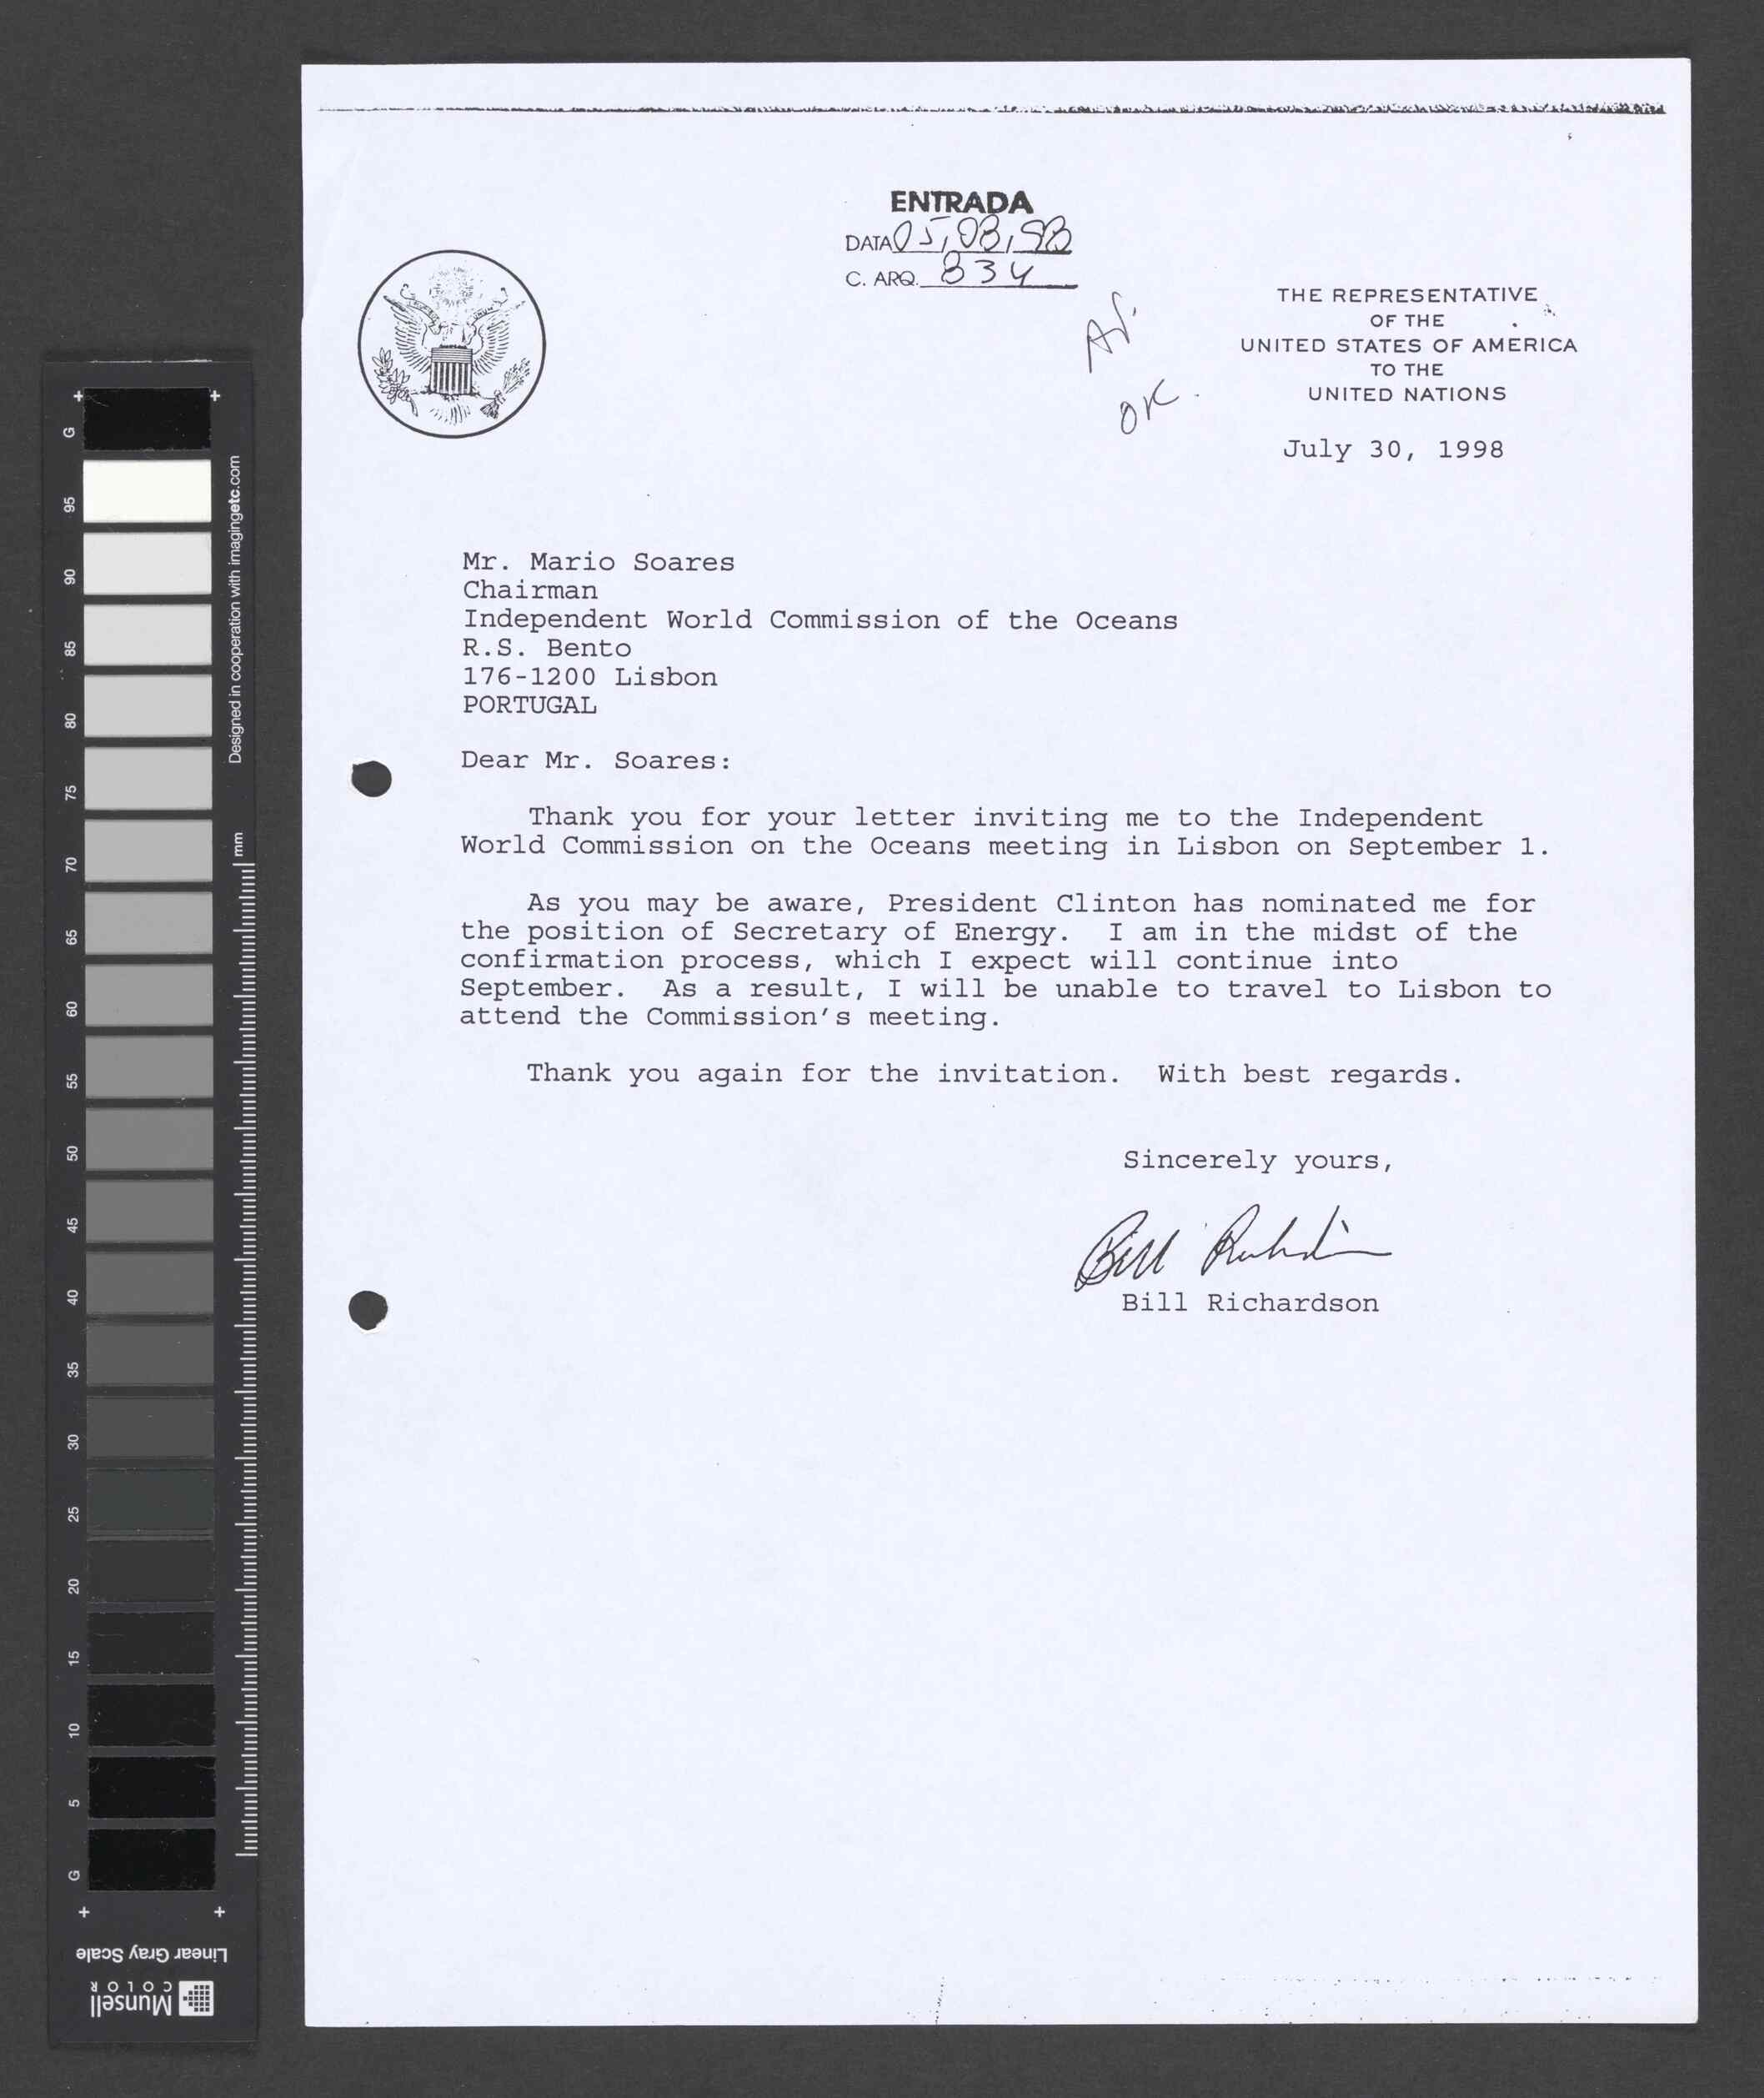 ENTRADA
DATA 05,08,98
C. ARQ. 834
OK.
THE REPRESENTATIVE
OF THE
UNITED STATES OF AMERICA
TO THE
UNITED NATIONS
July 30, 1998
Mr. Mario Soares
Chairman
Independent World Commission of the Oceans
R.S. Bento
176-1200 Lisbon
PORTUGAL
Dear Mr. Soares:
Thank you for your letter inviting me to the Independent
World Commission on the Oceans meeting in Lisbon on September 1.
As you may be aware, President Clinton has nominated me for
the position of Secretary of Energy. I am in the midst of the
confirmation process, which I expect will continue into
September. As a result, I will be unable to travel to Lisbon to
attend the Commission's meeting.
Thank you again for the invitation. With best regards.
Sincerely yours,
Bill Richardson
Bill Richardson
G
95
90
85
80
75
70
65
60
55
50
45
40
35
30
25
20
15
10
5
G
Designed in cooperation with imagingetc.com
mm
Linear Gray Scale
Munsell
COLOR